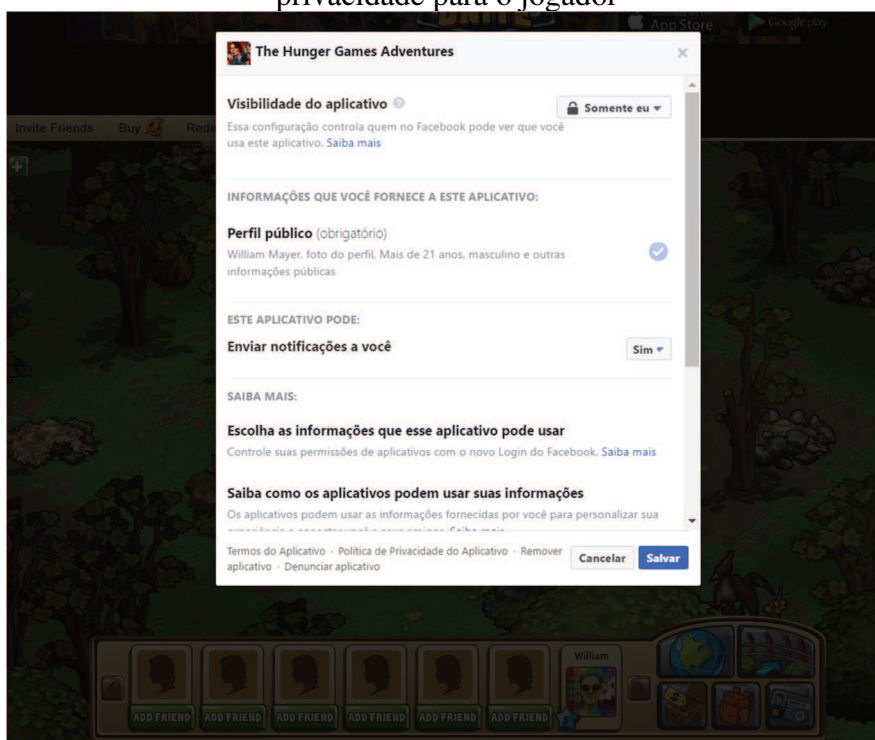 privacidade para o jogador
UNITE
App Store
Google play
The Hunger Games Adventures
×
Visibilidade do aplicativo
Somente eu
Essa configuração controla quem no Facebook pode ver que você
usa este aplicativo. Saiba mais
Invite Friends Buy
INFORMAÇÕES QUE VOCÊ FORNECE A ESTE APLICATIVO:
Perfil público (obrigatório)
William Mayer, foto do perfil, Mais de 21 anos, masculino e outras
informações públicas
ESTE APLICATIVO PODE:
Enviar notificações a você
Sim
SAIBA MAIS:
Escolha as informações que esse aplicativo pode usar
Controle suas permissões de aplicativos com o novo Login do Facebook. Saiba mais
Saiba como os aplicativos podem usar suas informações
Os aplicativos podem usar as informações fornecidas por você para personalizar sua
Termos do Aplicativo · Política de Privacidade do Aplicativo · Remover
aplicativo · Denunciar aplicativo
Cancelar Salvar
William
ADD FRIEND ADD FRIEND ADD FRIEND ADD FRIEND ADD FRIEND ADD FRIEND